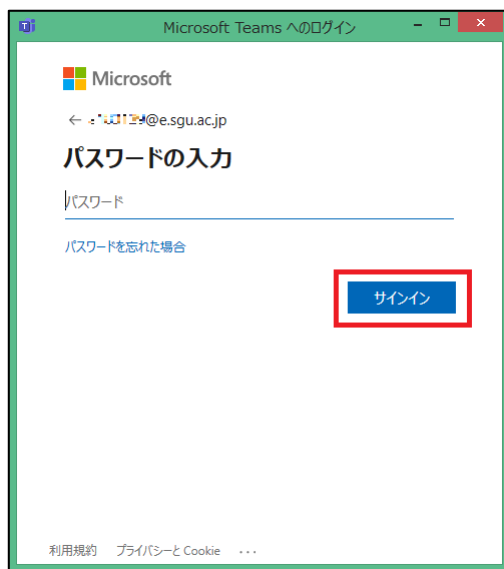 Microsoft Teams へのログイン
Microsoft
@e.sgu.ac.jp
パスワードの入力
パスワード
パスワードを忘れた場合
サインイン
利用規約 プライバシーと Cookie ...